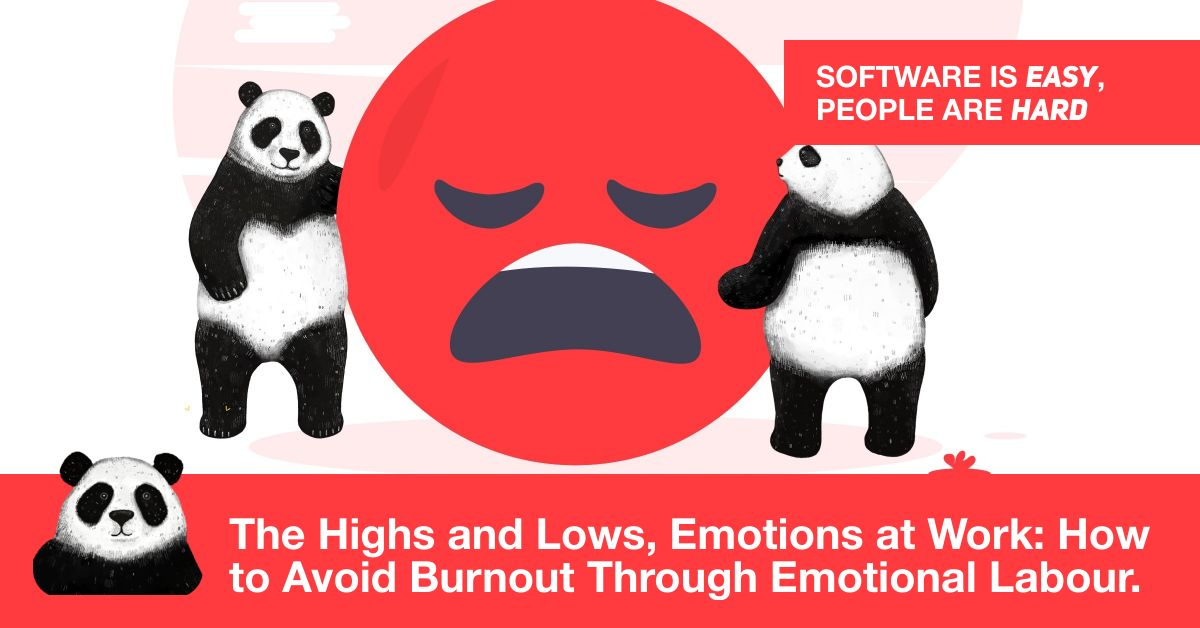 SOFTWARE IS EASY,
PEOPLE ARE HARD
The Highs and Lows, Emotions at Work: How
to Avoid Burnout Through Emotional Labour.